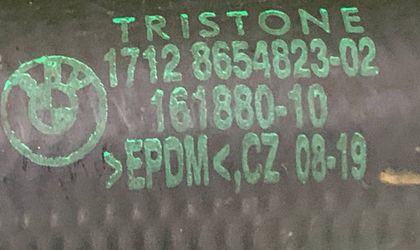 TRISTONE
1712 8654823-02
161880-10
>EPDM<,CZ 08-19